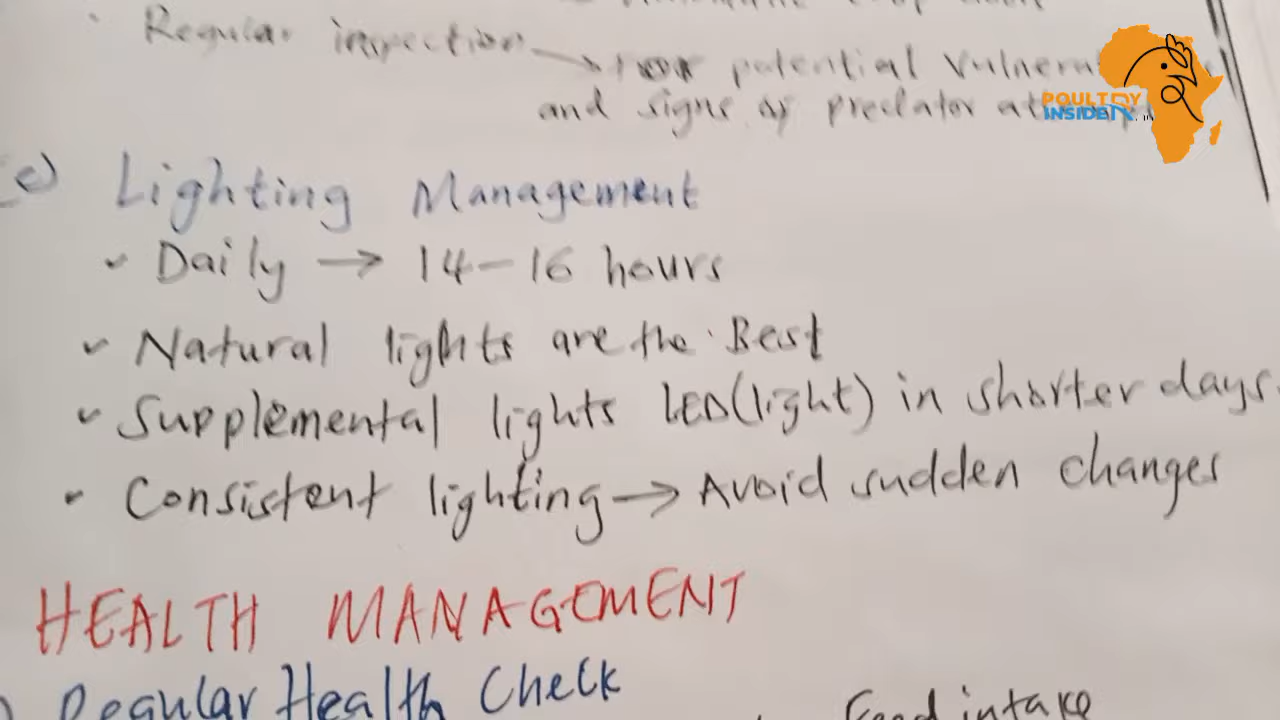 • Regular inspection → for potential vulnera
and signs of predator at
POULTRY
INSIDER
e) Lighting Management
Daily → 14-16 hours
Natural lights are the Best
Supplemental lights LED(light) in shorter days.
Consistent lighting → Avoid sudden changes
HEALTH MANAGEMENT
) Regular Health Check
Feed intake